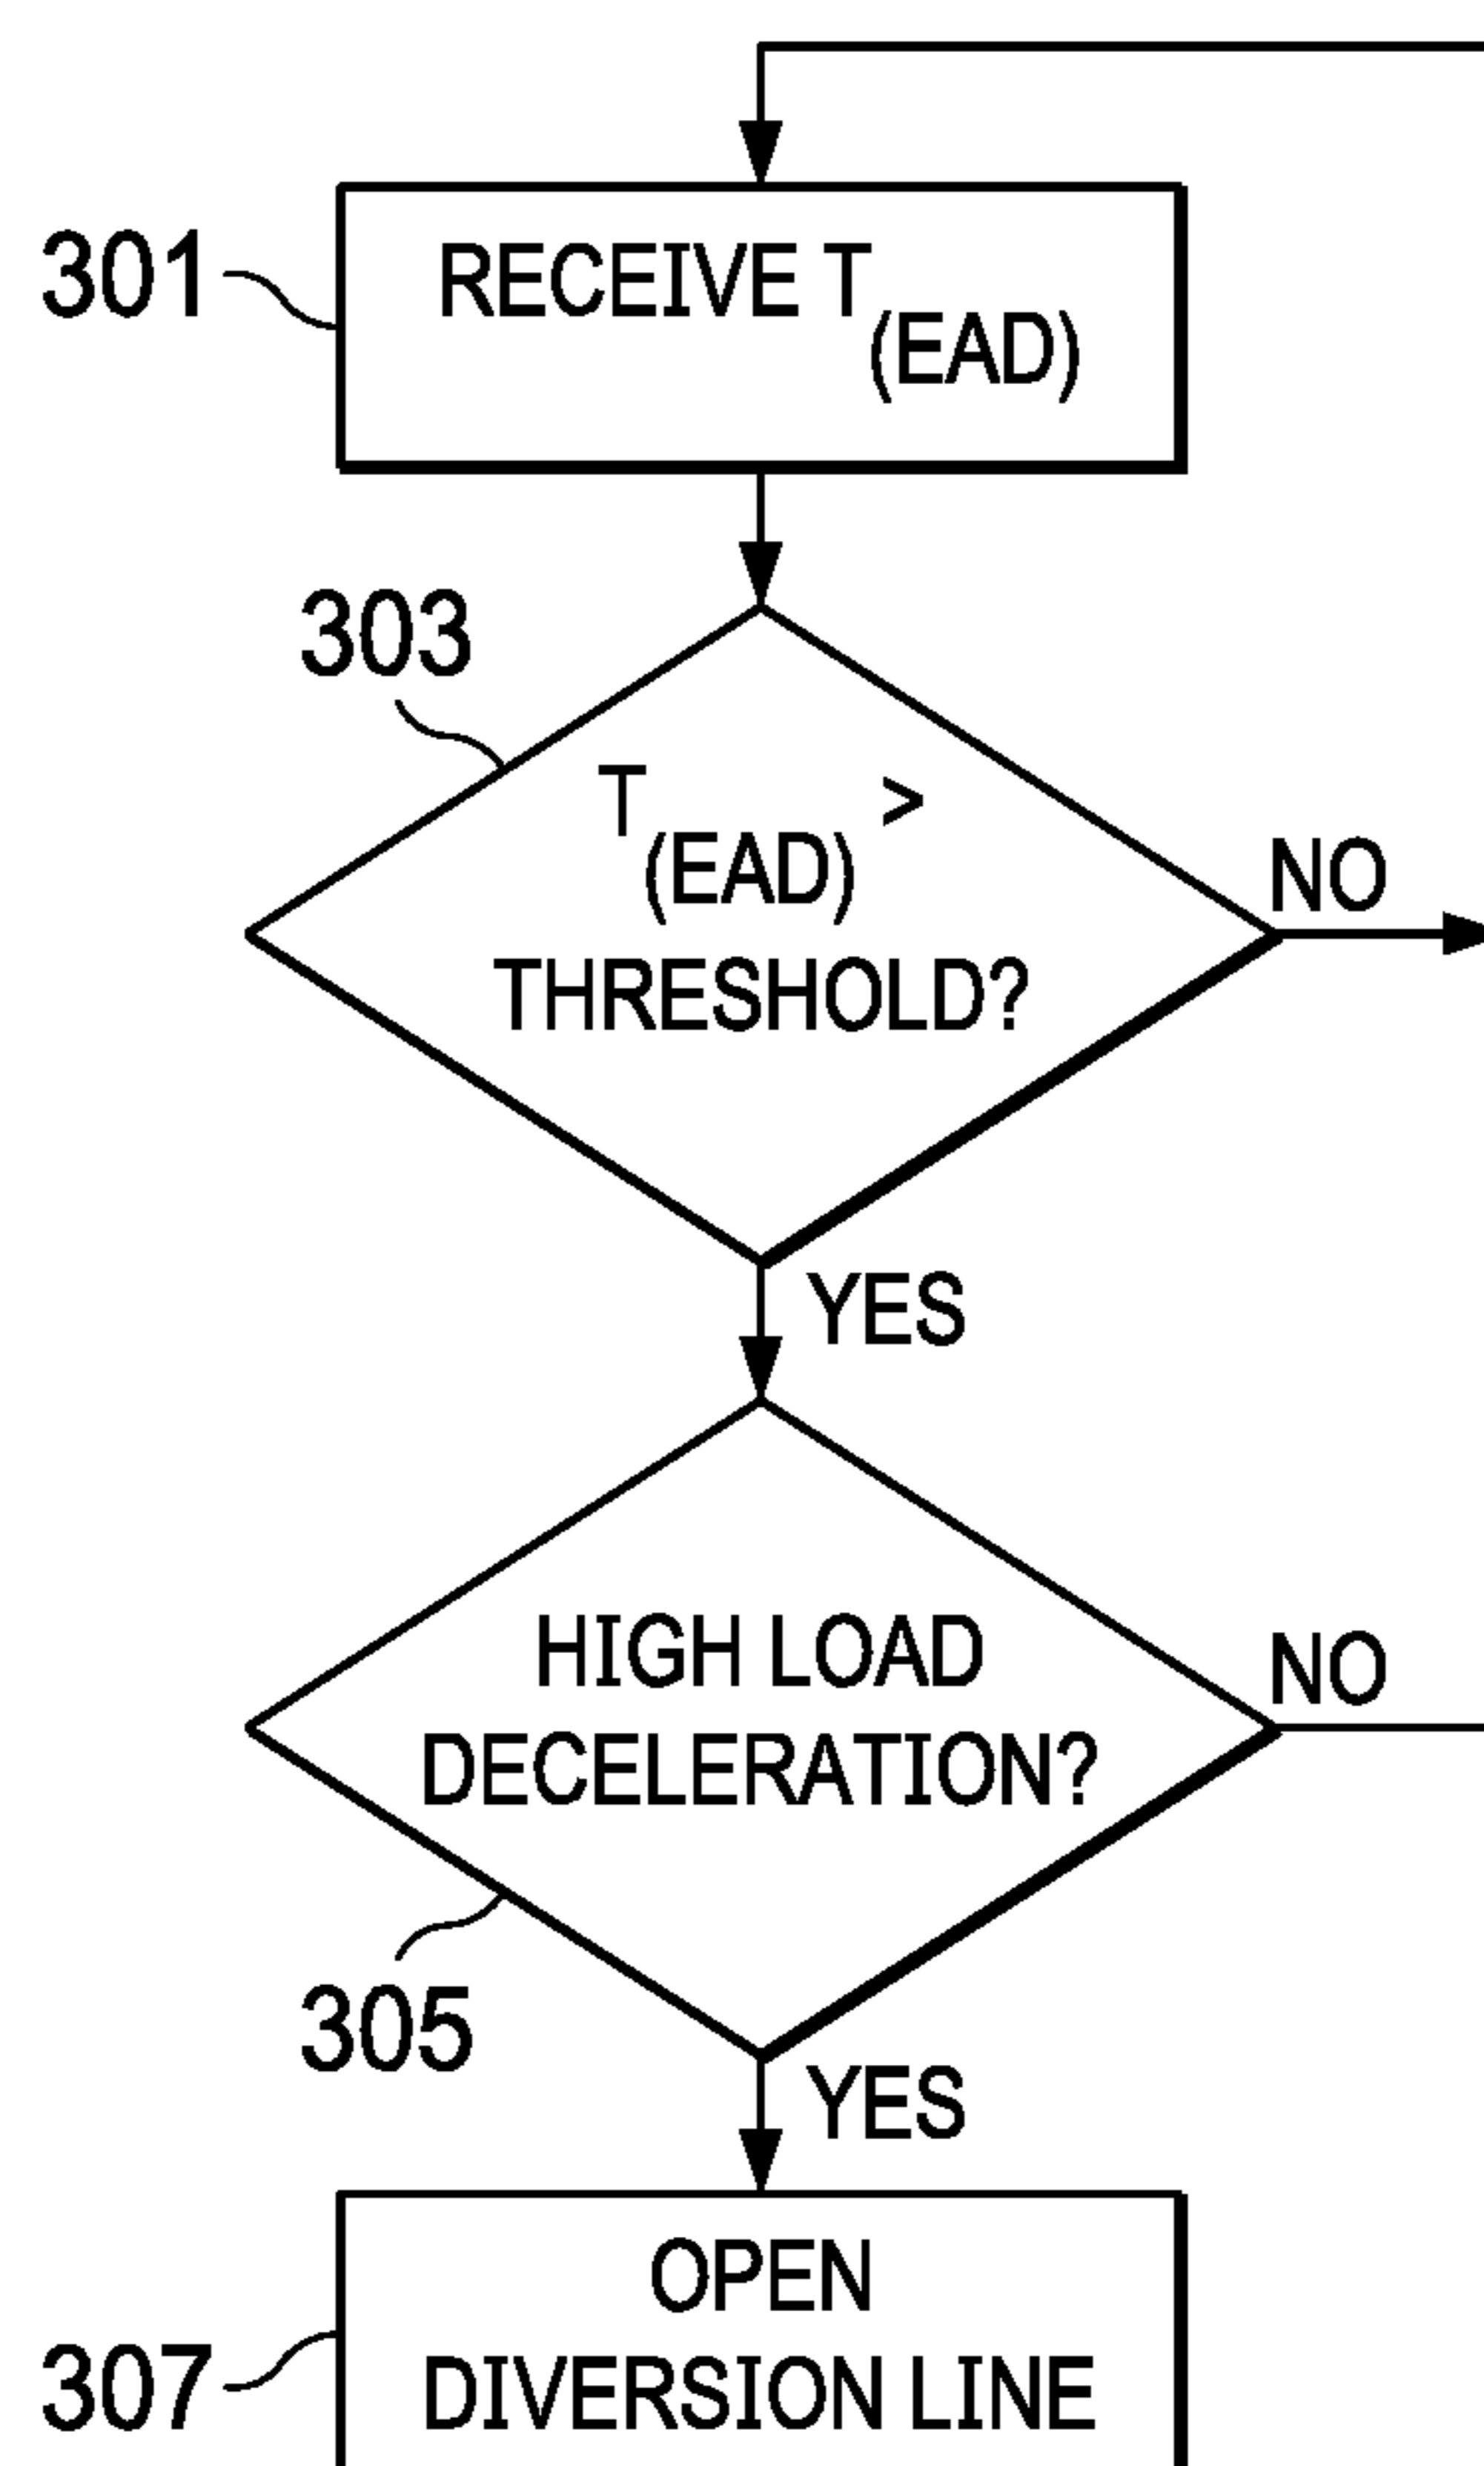 301
RECEIVE T(EAD)
303
T(EAD) >
THRESHOLD?
NO
YES
HIGH LOAD
DECELERATION?
NO
305
YES
OPEN
DIVERSION LINE
307